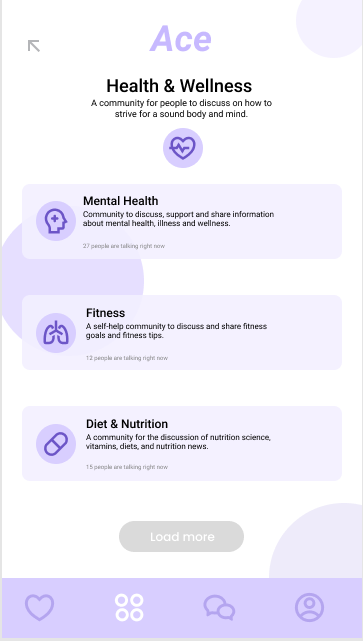 Ace
Health & Wellness
A community for people to discuss on how to
strive for a sound body and mind.
Mental Health
Community to discuss, support and share information
about mental health, illness and wellness.
27 people are talking right now
Fitness
A self-help community to discuss and share fitness
goals and fitness tips.
12 people are talking right now
Diet & Nutrition
A community for the discussion of nutrition science,
vitamins, diets, and nutrition news.
15 people are talking right now
Load more